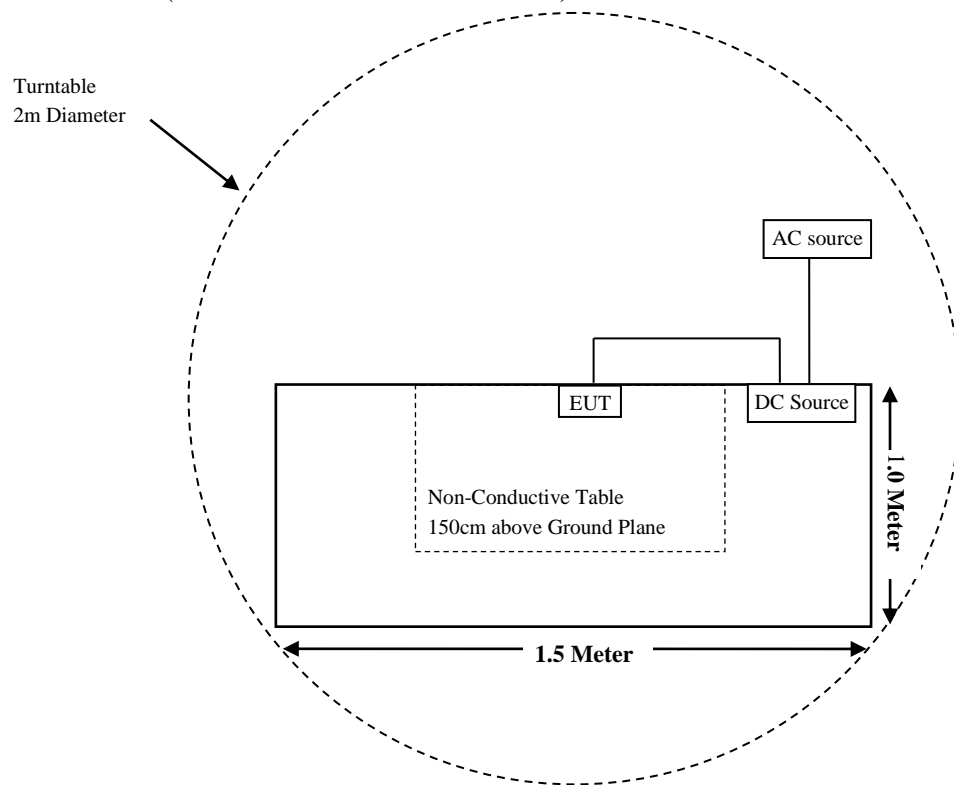 Turntable
2m Diameter
AC source
EUT
DC Source
1.0 Meter
Non-Conductive Table
150cm above Ground Plane
1.5 Meter